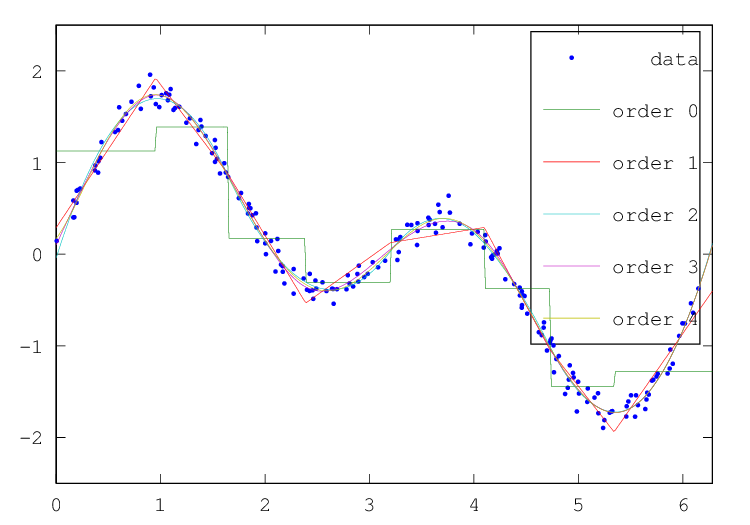 2
data
order 0
1
order 1
order 2
0
order 3
order 4
-1
-2
0 1 2 3 4 5 6